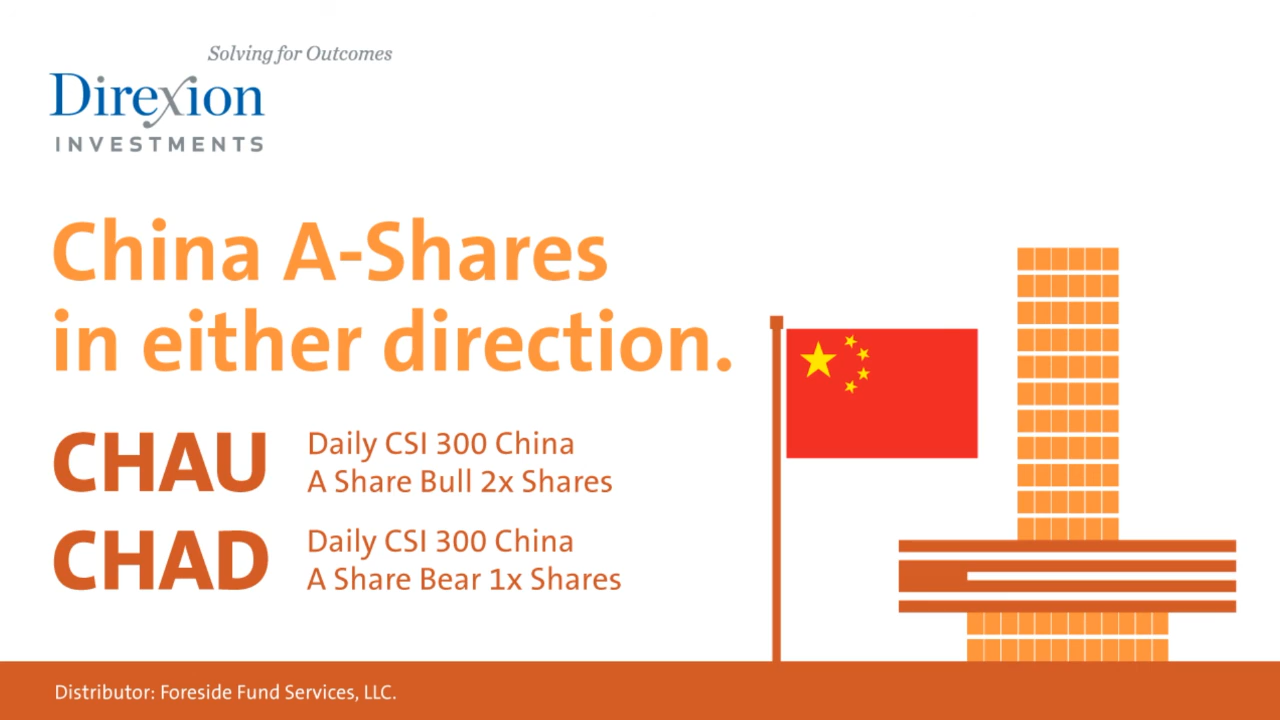 Solving for Outcomes
Direxion
INVESTMENTS
China A-Shares
in either direction.
CHAU
Daily CSI 300 China
A Share Bull 2x Shares
CHAD
Daily CSI 300 China
A Share Bear 1x Shares
Distributor: Foreside Fund Services, LLC.